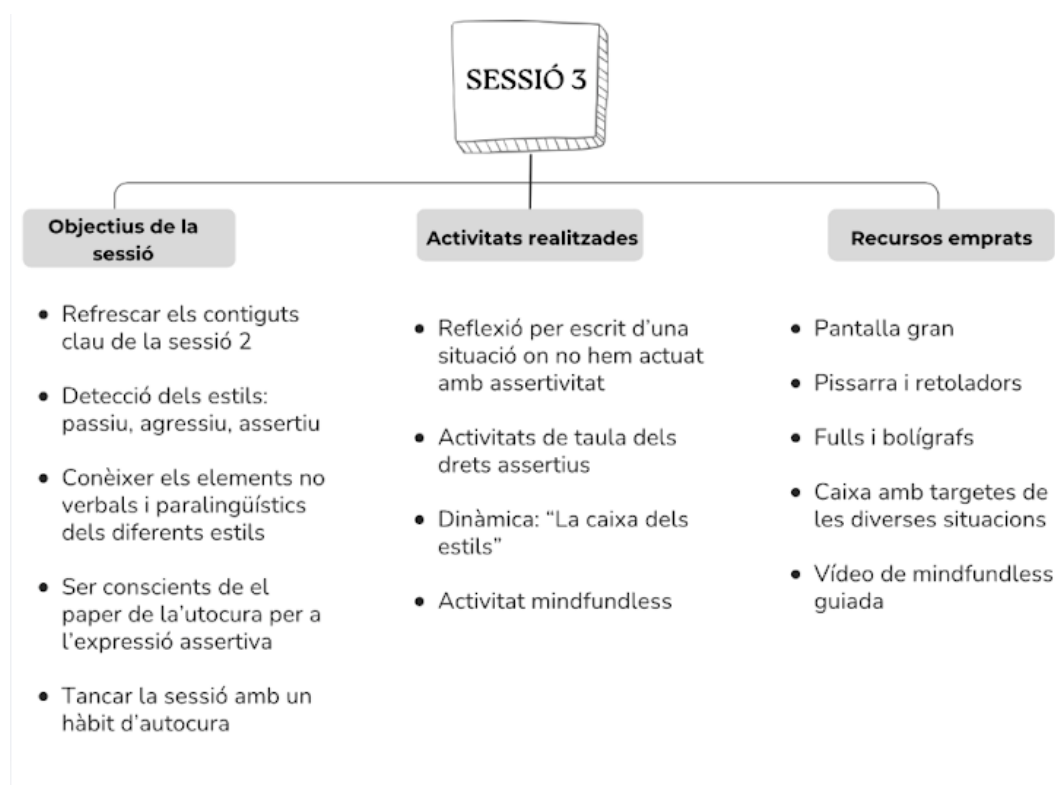 SESSIÓ 3
Objectius de la
sessió
• Refrescar els contiguts
clau de la sessió 2
• Detecció dels estils:
passiu, agressiu, assertiu
• Conèixer els elements no
verbals i paralingüístics
dels diferents estils
• Ser conscients de el
paper de la'utocura per a
l'expressió assertiva
• Tancar la sessió amb un
hàbit d'autocura
Activitats realitzades
• Reflexió per escrit d'una
situació on no hem actuat
amb assertivitat
• Activitats de taula dels
drets assertius
• Dinàmica: "La caixa dels
estils"
• Activitat mindfundless
Recursos emprats
• Pantalla gran
• Pissarra i retoladors
• Fulls i bolígrafs
• Caixa amb targetes de
les diverses situacions
• Vídeo de mindfundless
guiada